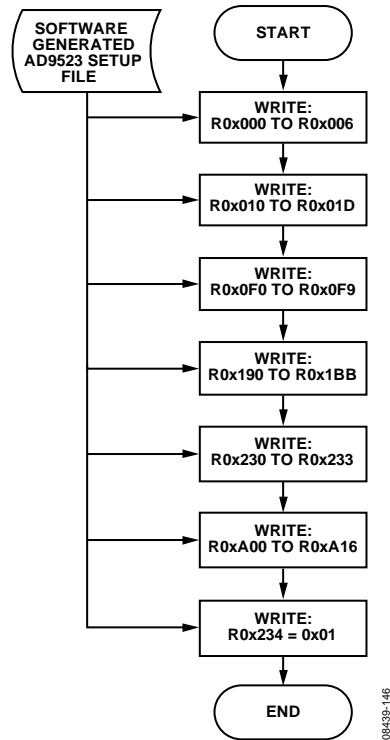 SOFTWARE
GENERATED
AD9523 SETUP
FILE
START
WRITE:
R0x000 TO R0x006
WRITE:
R0x010 TO R0x01D
WRITE:
R0x0F0 TO R0x0F9
WRITE:
R0x190 TO R0x1BB
WRITE:
R0x230 TO R0x233
WRITE:
R0xA00 TO R0xA16
WRITE:
R0x234 = 0x01
END
08439-146